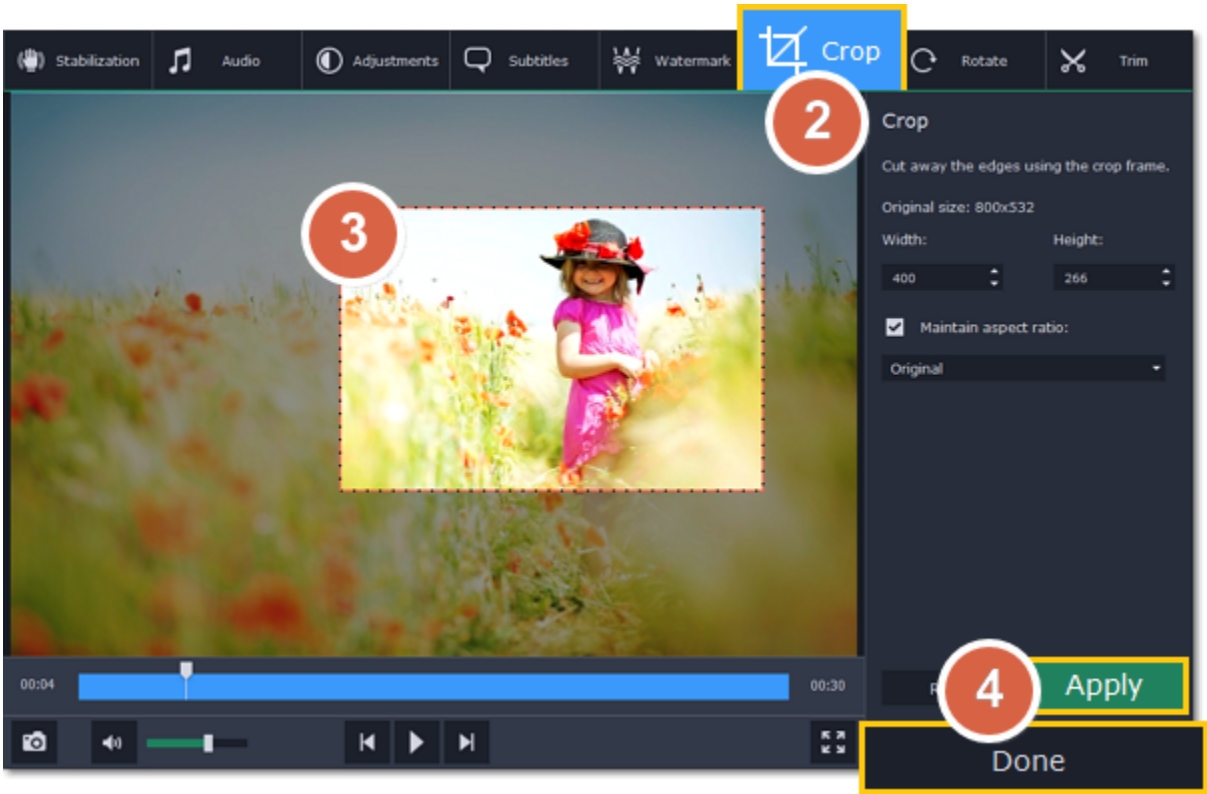 Stabilization
Audio
Adjustments
Subtitles
Watermark
Crop
Rotate
Trim
2
Crop
Cut away the edges using the crop frame.
Original size: 800x532
Width:
Height:
400
266
Maintain aspect ratio:
Original
3
00:04
00:30
4
Apply
Done